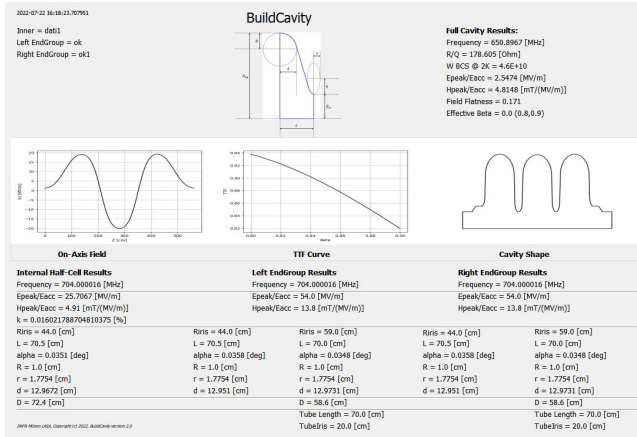 2022-07-22 16:18:23.707951
BuildCavity
Inner = dati1
Left EndGroup = ok
Right EndGroup = ok1
Full Cavity Results:
Frequency = 650.8967 [MHz]
R/Q = 178.605 [Ohm]
W BCS @ 2K = 4.6E+10
Epeak/Eacc = 2.5474 [MV/m]
Hpeak/Eacc = 4.8148 [mT/(MV/m)]
Field Flatness = 0.171
Effective Beta = 0.0 (0.8,0.9)
On-Axis Field
TTF Curve
Cavity Shape
Internal Half-Cell Results
Frequency = 704.000016 [MHz]
Epeak/Eacc = 25.7067 [MV/m]
Hpeak/Eacc = 4.91 [mT/(MV/m)]
k = 0.016021788704810375 [%]
Riris = 44.0 [cm]
L = 70.5 [cm]
alpha = 0.0351 [deg]
R = 1.0 [cm]
r = 1.7754 [cm]
d = 12.9672 [cm]
D = 72.4 [cm]
Left EndGroup Results
Frequency = 704.000016 [MHz]
Epeak/Eacc = 54.0 [MV/m]
Hpeak/Eacc = 13.8 [mT/(MV/m)]
Riris = 44.0 [cm]
L = 70.5 [cm]
alpha = 0.0358 [deg]
R = 1.0 [cm]
r = 1.7754 [cm]
d = 12.951 [cm]
Riris = 59.0 [cm]
L = 70.0 [cm]
alpha = 0.0348 [deg]
R = 1.0 [cm]
r = 1.7754 [cm]
d = 12.9731 [cm]
D = 58.6 [cm]
Tube Length = 70.0 [cm]
TubeIris = 20.0 [cm]
Right EndGroup Results
Frequency = 704.000016 [MHz]
Epeak/Eacc = 54.0 [MV/m]
Hpeak/Eacc = 13.8 [mT/(MV/m)]
Riris = 44.0 [cm]
L = 70.5 [cm]
alpha = 0.0358 [deg]
R = 1.0 [cm]
r = 1.7754 [cm]
d = 12.951 [cm]
Riris = 59.0 [cm]
L = 70.0 [cm]
alpha = 0.0348 [deg]
R = 1.0 [cm]
r = 1.7754 [cm]
d = 12.9731 [cm]
D = 58.6 [cm]
Tube Length = 70.0 [cm]
TubeIris = 20.0 [cm]
Milano LASA, Copyright (c) 2022, BuildCavity version 2.0